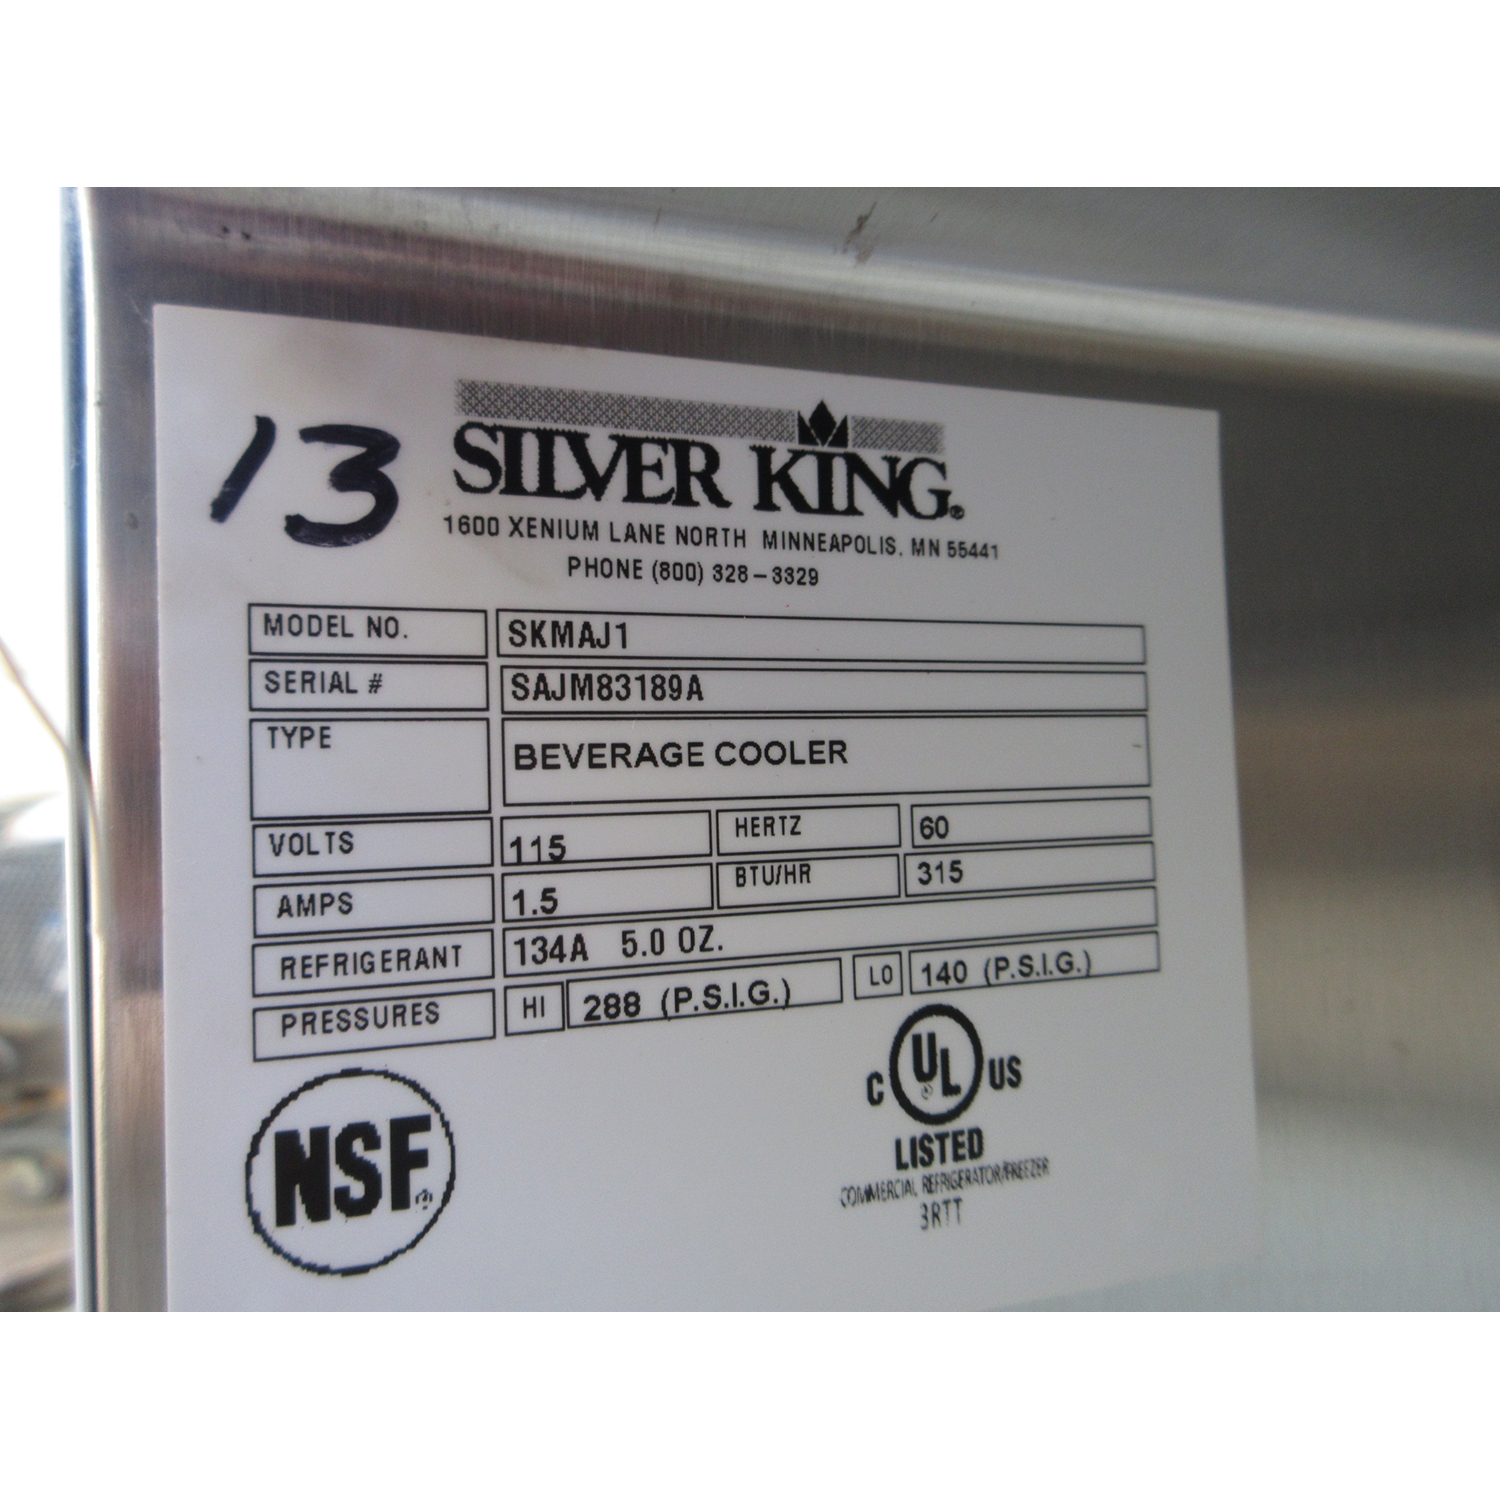 13
SILVER KING®
1600 XENIUM LANE NORTH MINNEAPOLIS, MN 55441
PHONE (800) 328-3329
MODEL NO. SKMAJ1
SERIAL # SAJM83189A
TYPE BEVERAGE COOLER
VOLTS 115 HERTZ 60
AMPS 1.5 BTU/HR 315
REFRIGERANT 134A 5.0 OZ.
PRESSURES HI 288 (P.S.I.G.) LO 140 (P.S.I.G.)
NSF®
C UL® US
LISTED
COMMERCIAL REFRIGERATOR/FREEZER
3RTT